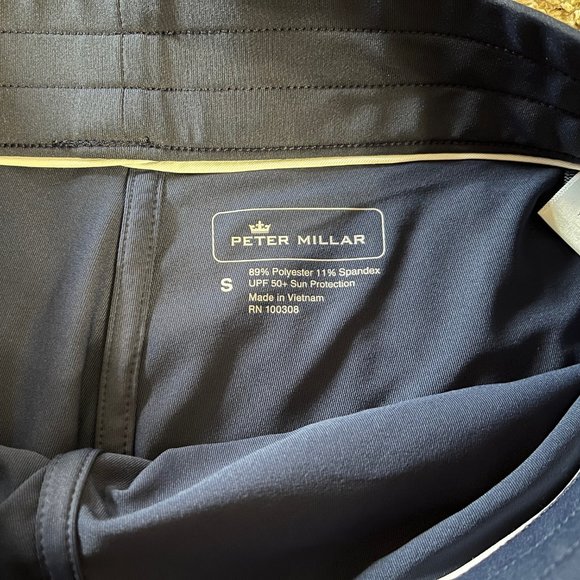 PETER MILLAR
S
89% Polyester 11% Spandex
UPF 50+ Sun Protection
Made in Vietnam
RN 100308